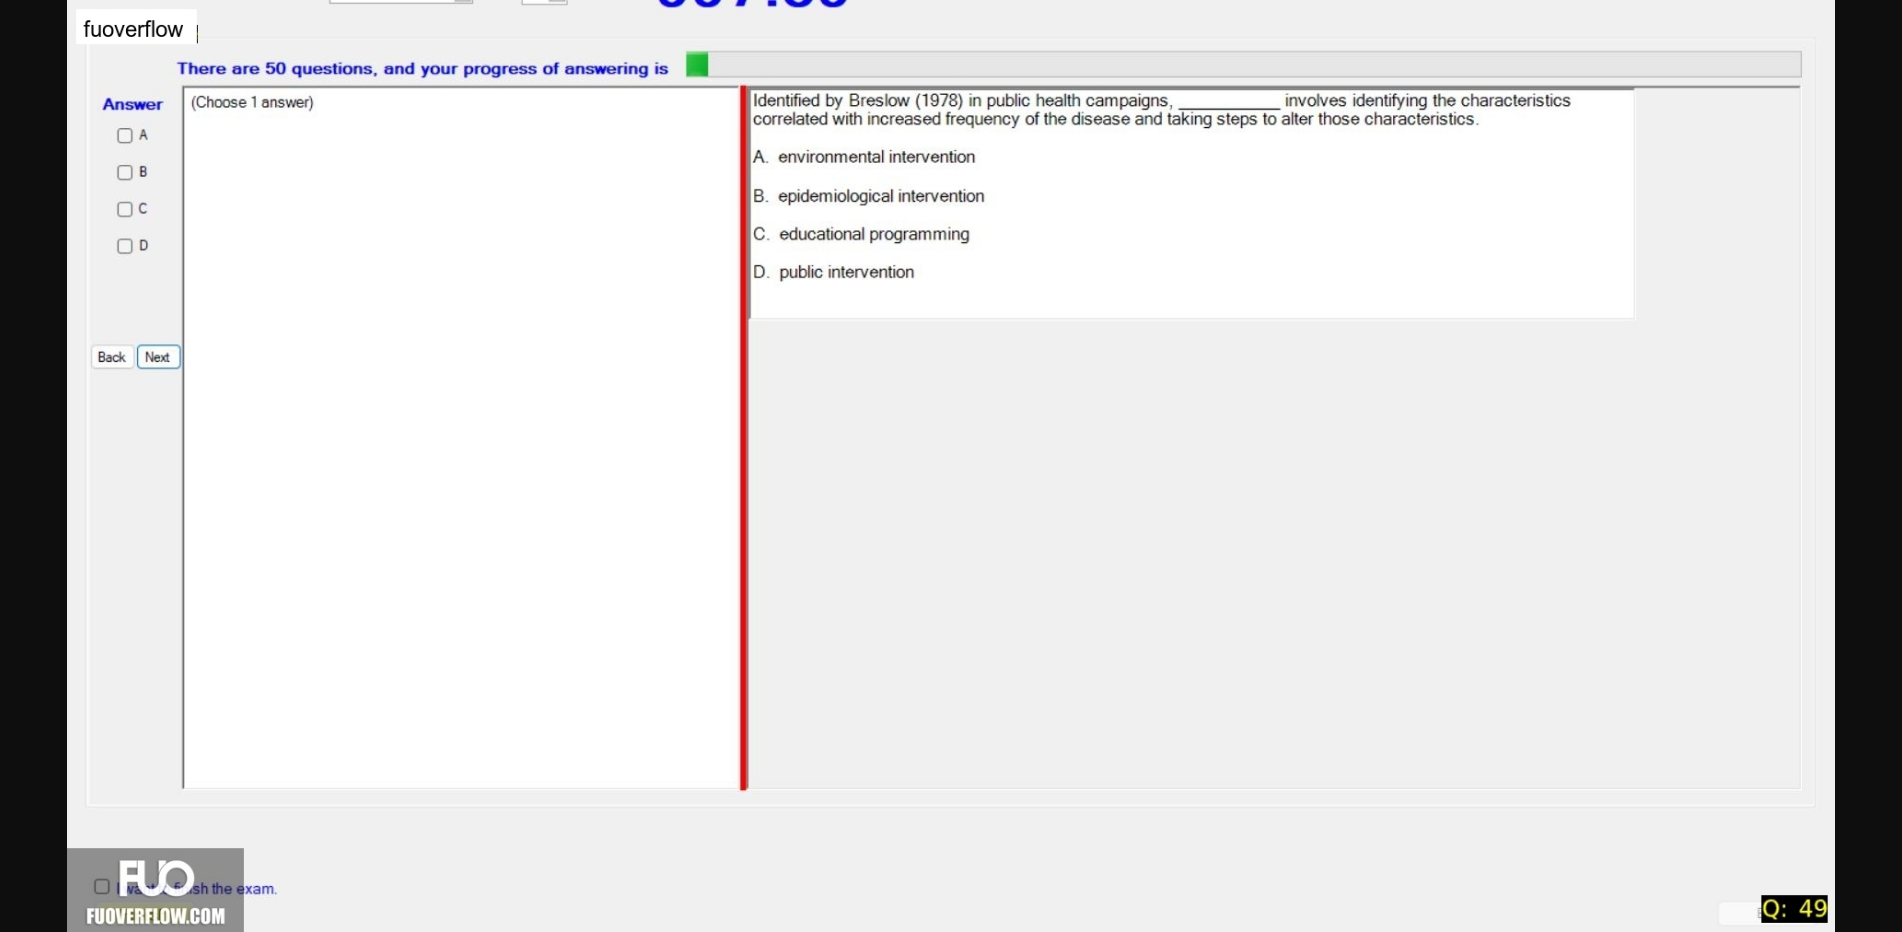 fuoverflow
There are 50 questions, and your progress of answering is
Answer
(Choose 1 answer)
A
B
C
D
Back
Next
Identified by Breslow (1978) in public health campaigns, __________ involves identifying the characteristics
correlated with increased frequency of the disease and taking steps to alter those characteristics.
A. environmental intervention
B. epidemiological intervention
C. educational programming
D. public intervention
FUO
FUOVERFLOW.COM
the exam.
Q: 49